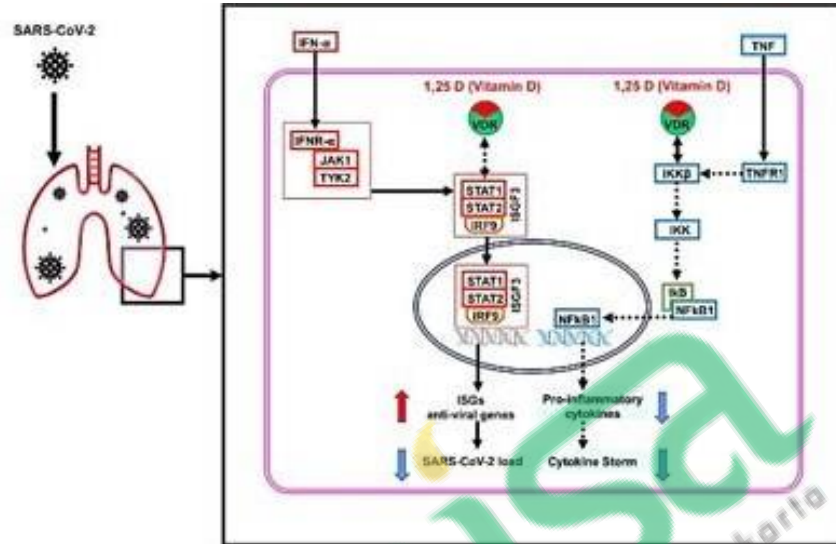 SARS-CoV-2
IFN-α
TNF
1,25 D (Vitamin D)
1,25 D (Vitamin D)
VDR
VDR
IFNR-α
JAK1
TYK2
STAT1
STAT2
IRF9
ISGF3
IKKβ
TNFR1
IKK
IkB
NFkB1
STAT1
STAT2
IRF9
ISGF3
NFkB1
ISGs
anti-viral genes
Pro-inflammatory
cytokines
SARS-CoV-2 load
Cytokine Storm